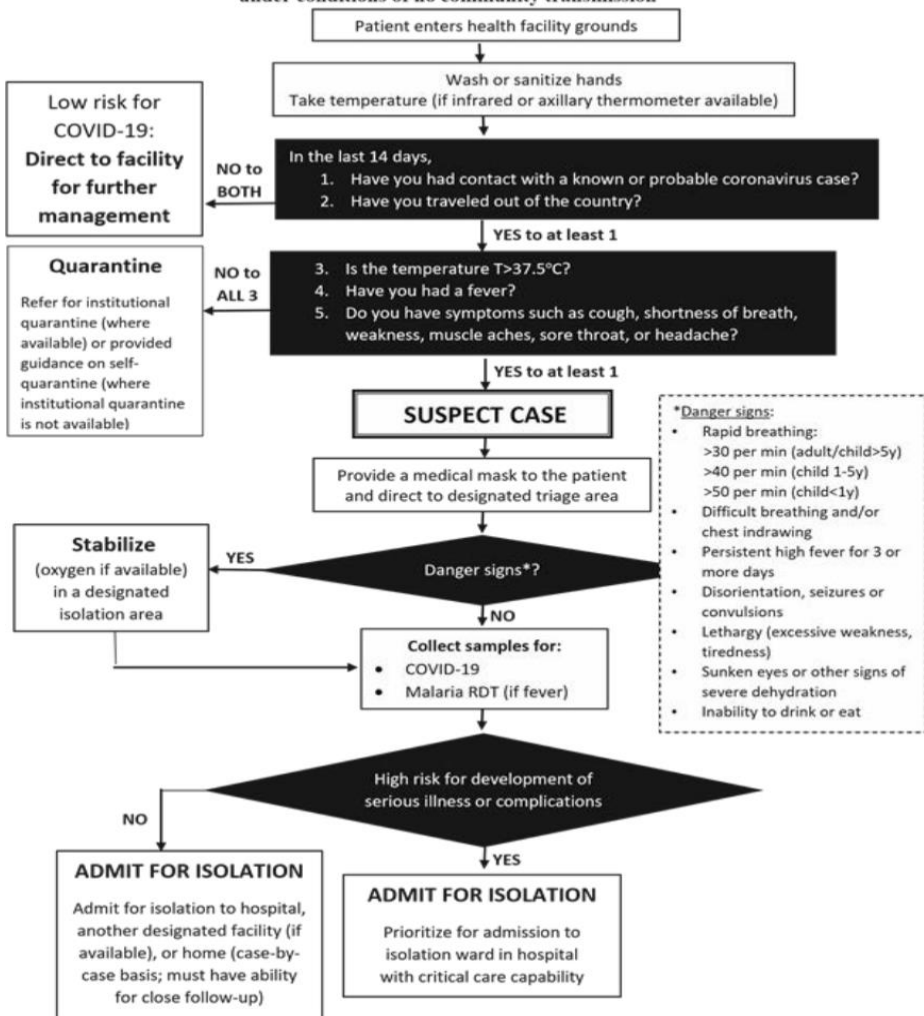 under conditions of no community transmission
Patient enters health facility grounds
Wash or sanitize hands
Take temperature (if infrared or axillary thermometer available)
Low risk for
COVID-19:
Direct to facility
for further
management
NO to
BOTH
In the last 14 days,
1. Have you had contact with a known or probable coronavirus case?
2. Have you traveled out of the country?
YES to at least 1
Quarantine
Refer for institutional
quarantine (where
available) or provided
guidance on self-
quarantine (where
institutional quarantine
is not available)
NO to
ALL 3
3. Is the temperature T>37.5°C?
4. Have you had a fever?
5. Do you have symptoms such as cough, shortness of breath,
weakness, muscle aches, sore throat, or headache?
YES to at least 1
SUSPECT CASE
Provide a medical mask to the patient
and direct to designated triage area
*Danger signs:
• Rapid breathing:
>30 per min (adult/child>5y)
>40 per min (child 1-5y)
>50 per min (child<1y)
• Difficult breathing and/or
chest indrawing
• Persistent high fever for 3 or
more days
• Disorientation, seizures or
convulsions
• Lethargy (excessive weakness,
tiredness)
• Sunken eyes or other signs of
severe dehydration
• Inability to drink or eat
Danger signs*?
YES
Stabilize
(oxygen if available)
in a designated
isolation area
NO
Collect samples for:
• COVID-19
• Malaria RDT (if fever)
High risk for development of
serious illness or complications
NO
ADMIT FOR ISOLATION
Admit for isolation to hospital,
another designated facility (if
available), or home (case-by-
case basis; must have ability
for close follow-up)
YES
ADMIT FOR ISOLATION
Prioritize for admission to
isolation ward in hospital
with critical care capability